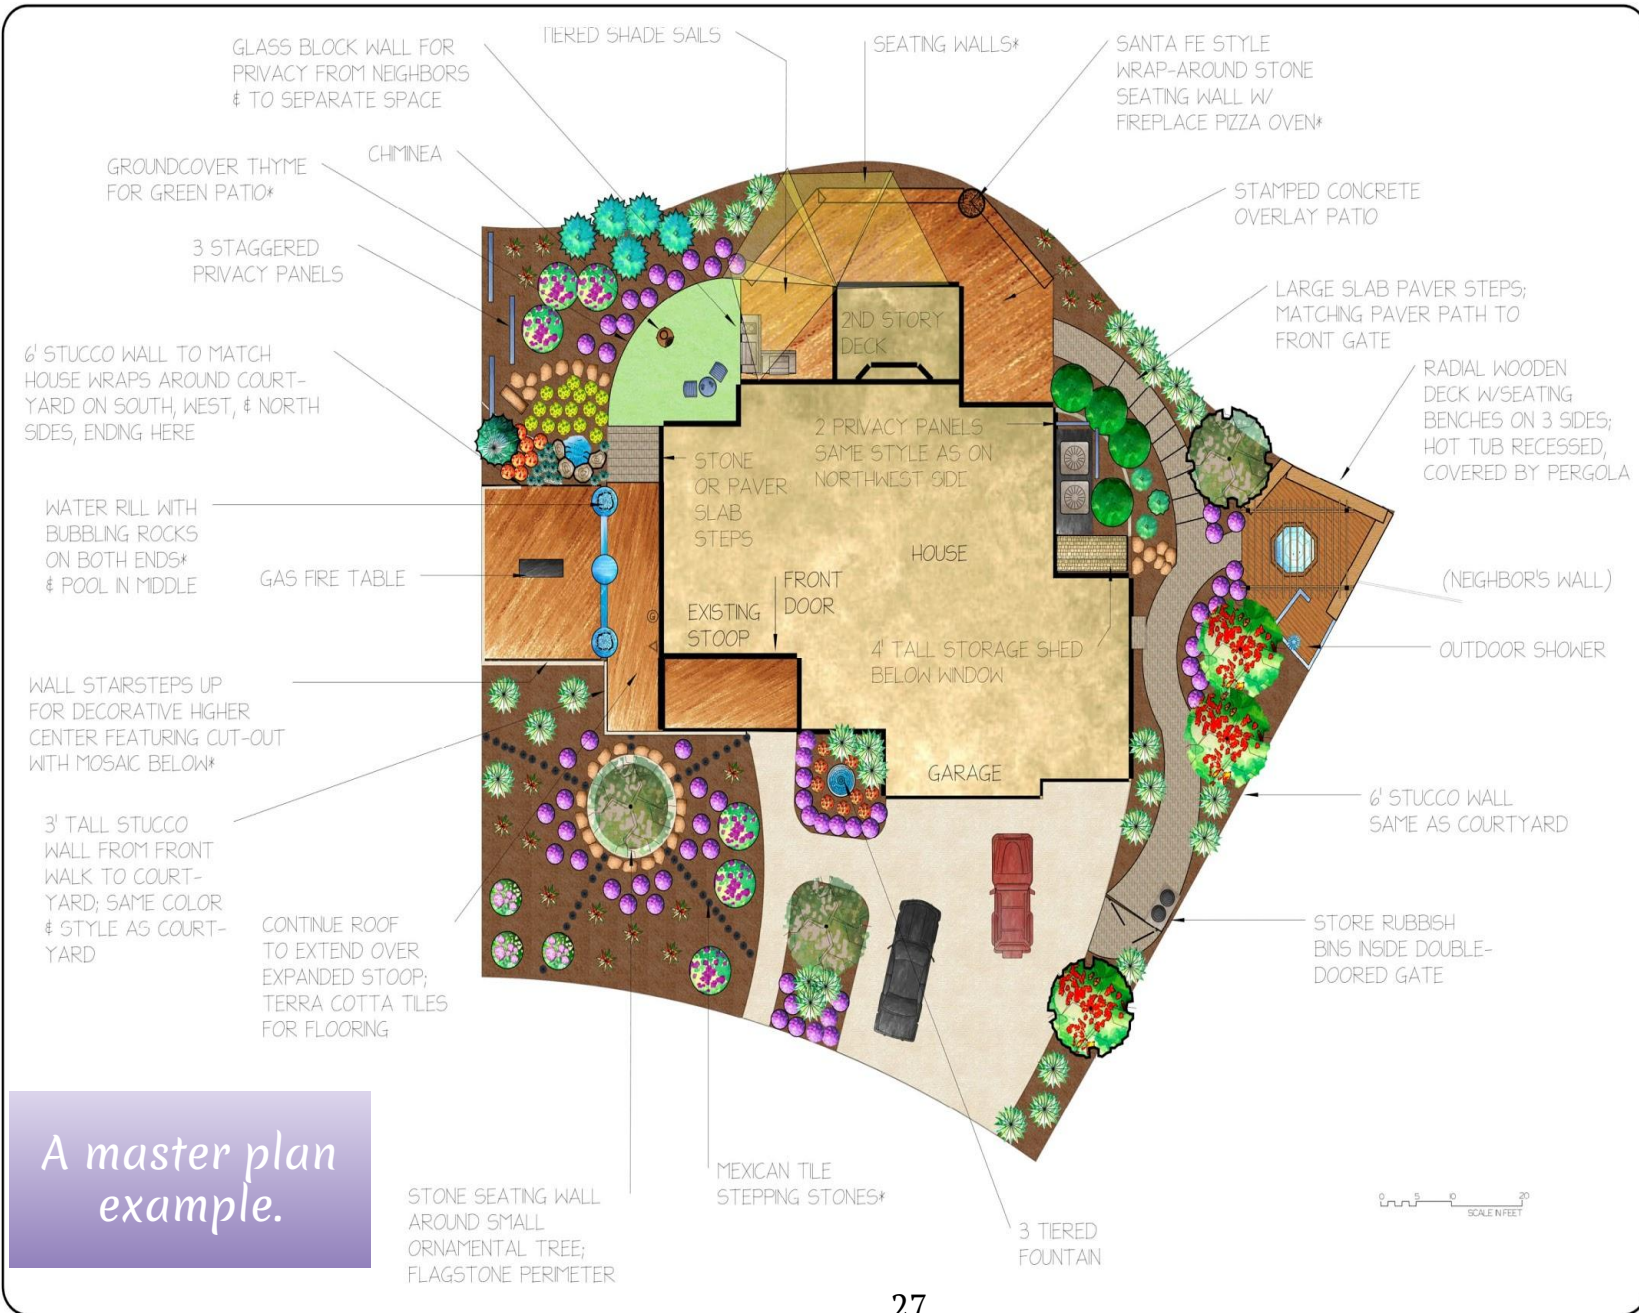 TIERED SHADE SAILS
GLASS BLOCK WALL FOR
PRIVACY FROM NEIGHBORS
& TO SEPARATE SPACE
SEATING WALLS*
SANTA FE STYLE
WRAP-AROUND STONE
SEATING WALL W/
FIREPLACE PIZZA OVEN*
CHIMINEA
GROUNDCOVER THYME
FOR GREEN PATIO*
STAMPED CONCRETE
OVERLAY PATIO
3 STAGGERED
PRIVACY PANELS
LARGE SLAB PAVER STEPS;
MATCHING PAVER PATH TO
FRONT GATE
2ND STORY
DECK
6' STUCCO WALL TO MATCH
HOUSE WRAPS AROUND COURT-
YARD ON SOUTH, WEST, & NORTH
SIDES, ENDING HERE
RADIAL WOODEN
DECK W/SEATING
BENCHES ON 3 SIDES;
HOT TUB RECESSED,
COVERED BY PERGOLA
2 PRIVACY PANELS
SAME STYLE AS ON
NORTHWEST SIDE
STONE
OR PAVER
SLAB
STEPS
WATER RILL WITH
BUBBLING ROCKS
ON BOTH ENDS*
& POOL IN MIDDLE
GAS FIRE TABLE
HOUSE
FRONT
DOOR
(NEIGHBOR'S WALL)
EXISTING
STOOP
G
4' TALL STORAGE SHED
BELOW WINDOW
OUTDOOR SHOWER
WALL STAIRSTEPS UP
FOR DECORATIVE HIGHER
CENTER FEATURING CUT-OUT
WITH MOSAIC BELOW*
GARAGE
6' STUCCO WALL
SAME AS COURTYARD
3' TALL STUCCO
WALL FROM FRONT
WALK TO COURT-
YARD; SAME COLOR
& STYLE AS COURT-
YARD
CONTINUE ROOF
TO EXTEND OVER
EXPANDED STOOP;
TERRA COTTA TILES
FOR FLOORING
STORE RUBBISH
BINS INSIDE DOUBLE-
DOORED GATE
A master plan
example.
STONE SEATING WALL
AROUND SMALL
ORNAMENTAL TREE;
FLAGSTONE PERIMETER
MEXICAN TILE
STEPPING STONES*
3 TIERED
FOUNTAIN
0 5 10 20
SCALE IN FEET
27